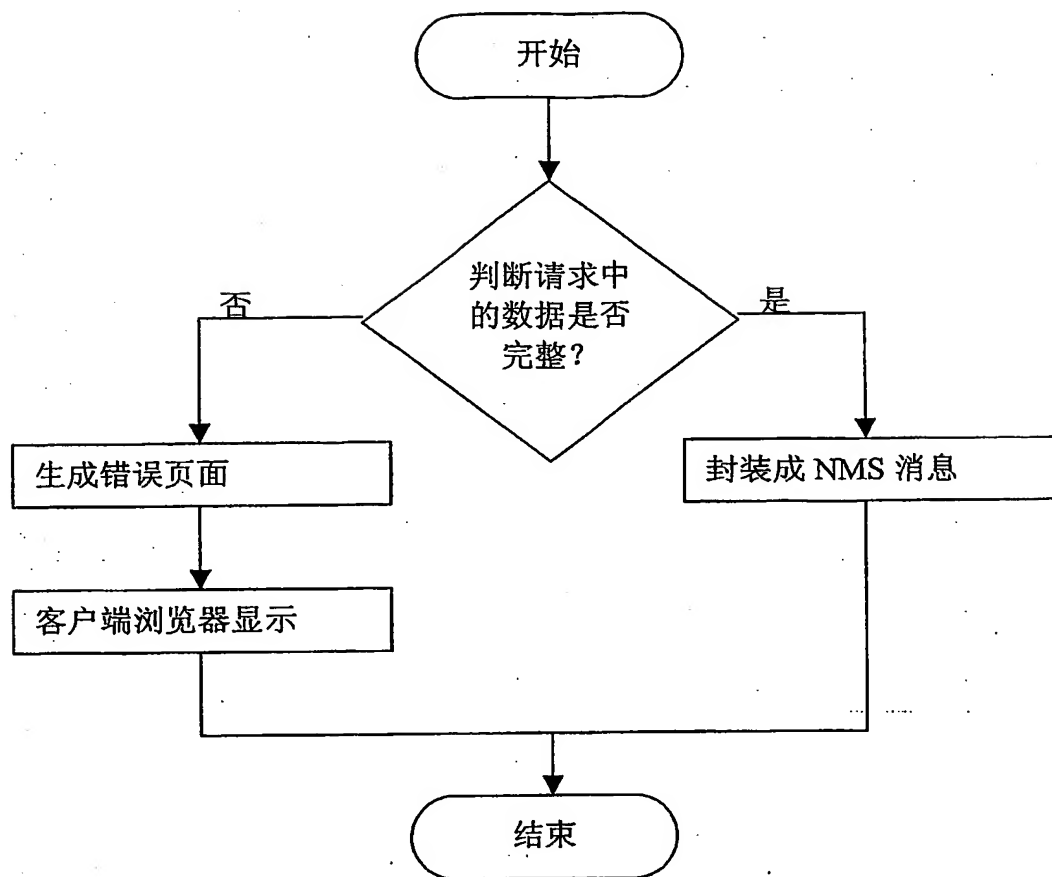 开始
判断请求中
的数据是否
完整?
否
是
生成错误页面
封装成 NMS 消息
客户端浏览器显示
结束